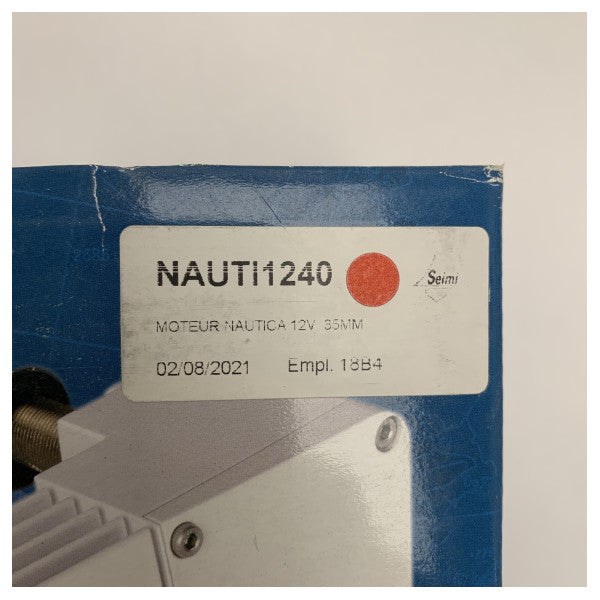 NAUTI1240
Seimi
MOTEUR NAUTICA 12V 35MM
02/08/2021 Empl. 18B4